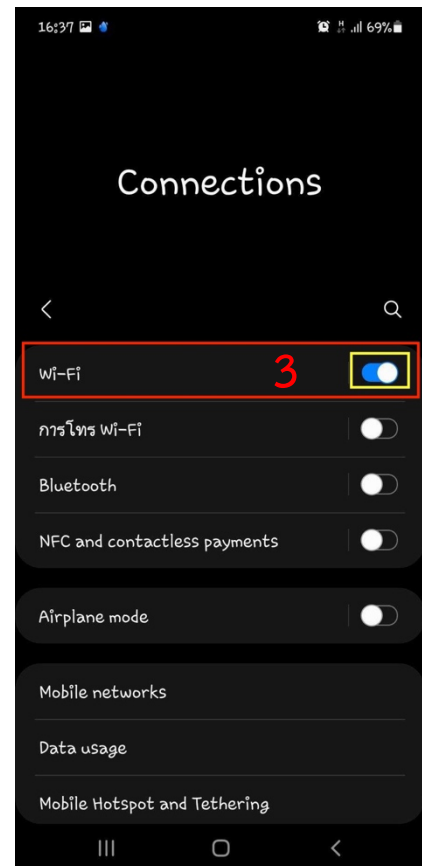 16:37 69%
Connections
Wi-Fi 3
การโทร Wi-Fi
Bluetooth
NFC and contactless payments
Airplane mode
Mobile networks
Data usage
Mobile Hotspot and Tethering